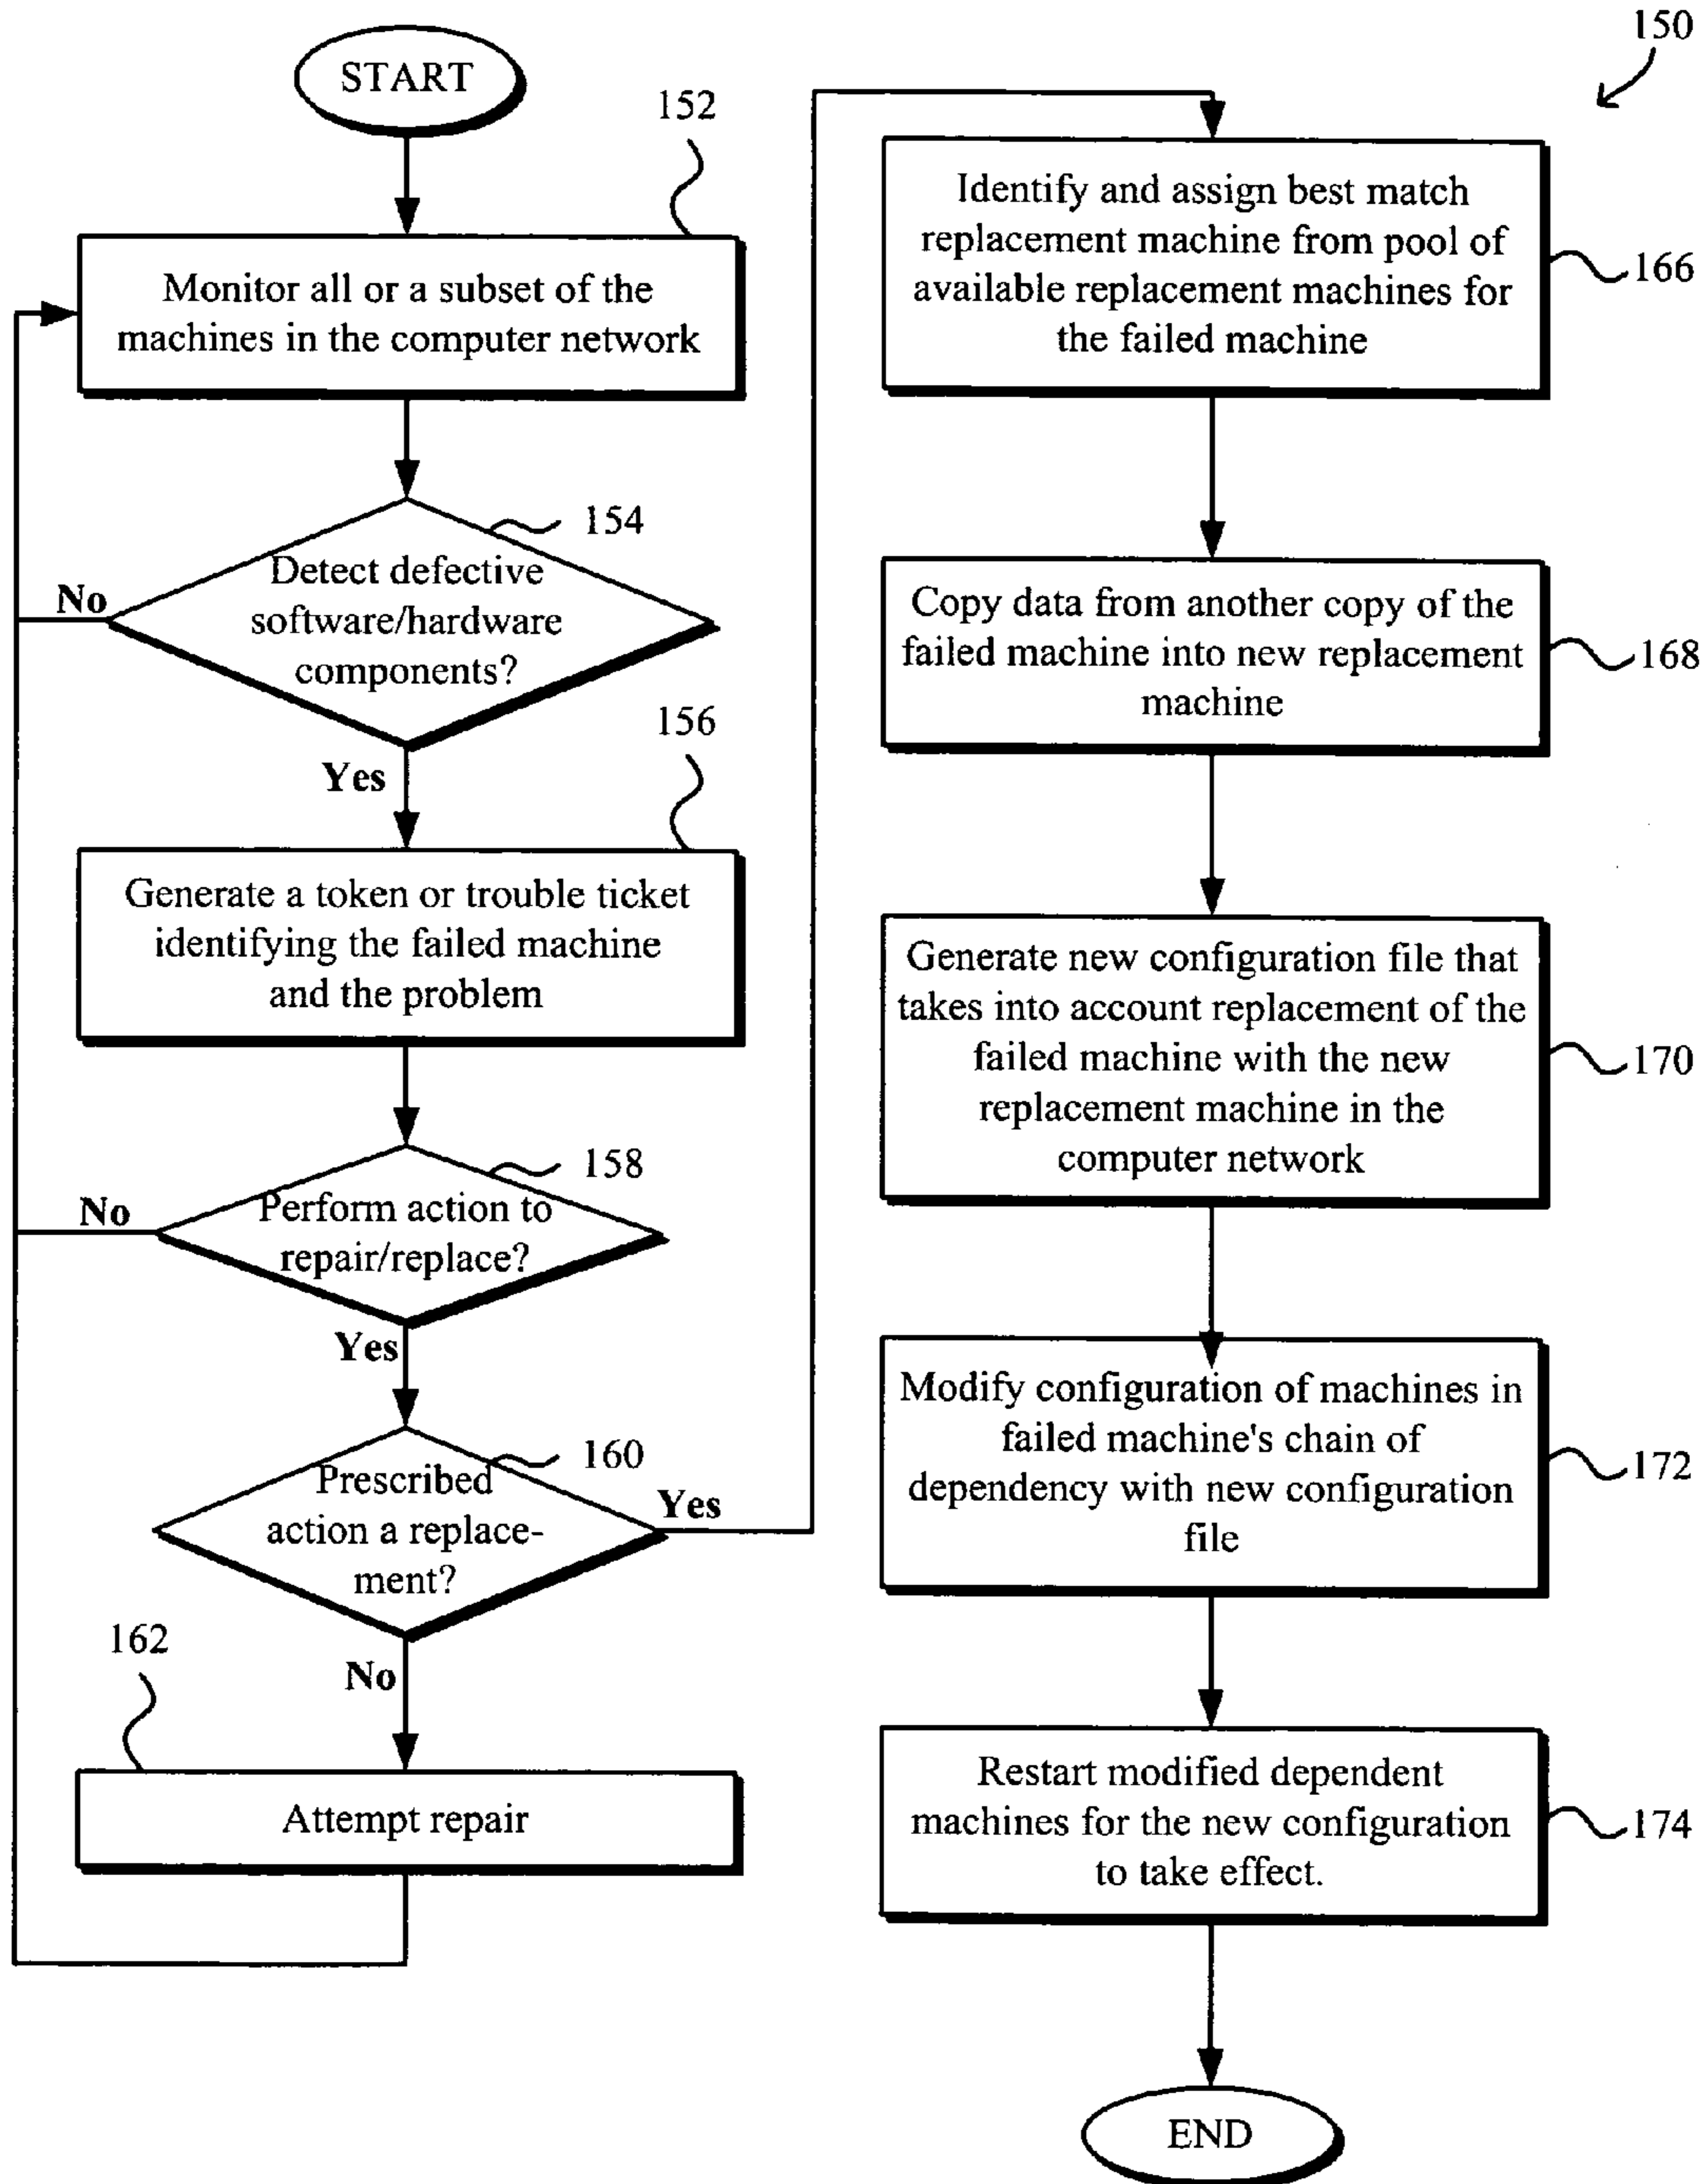 START
152
Monitor all or a subset of the
machines in the computer network
154
Detect defective
software/hardware
components?
No
Yes
156
Generate a token or trouble ticket
identifying the failed machine
and the problem
158
Perform action to
repair/replace?
No
Yes
160
Prescribed
action a replace-
ment?
Yes
No
162
Attempt repair
150
Identify and assign best match
replacement machine from pool of
available replacement machines for
the failed machine
166
Copy data from another copy of the
failed machine into new replacement
machine
168
Generate new configuration file that
takes into account replacement of the
failed machine with the new
replacement machine in the
computer network
170
Modify configuration of machines in
failed machine's chain of
dependency with new configuration
file
172
Restart modified dependent
machines for the new configuration
to take effect.
174
END